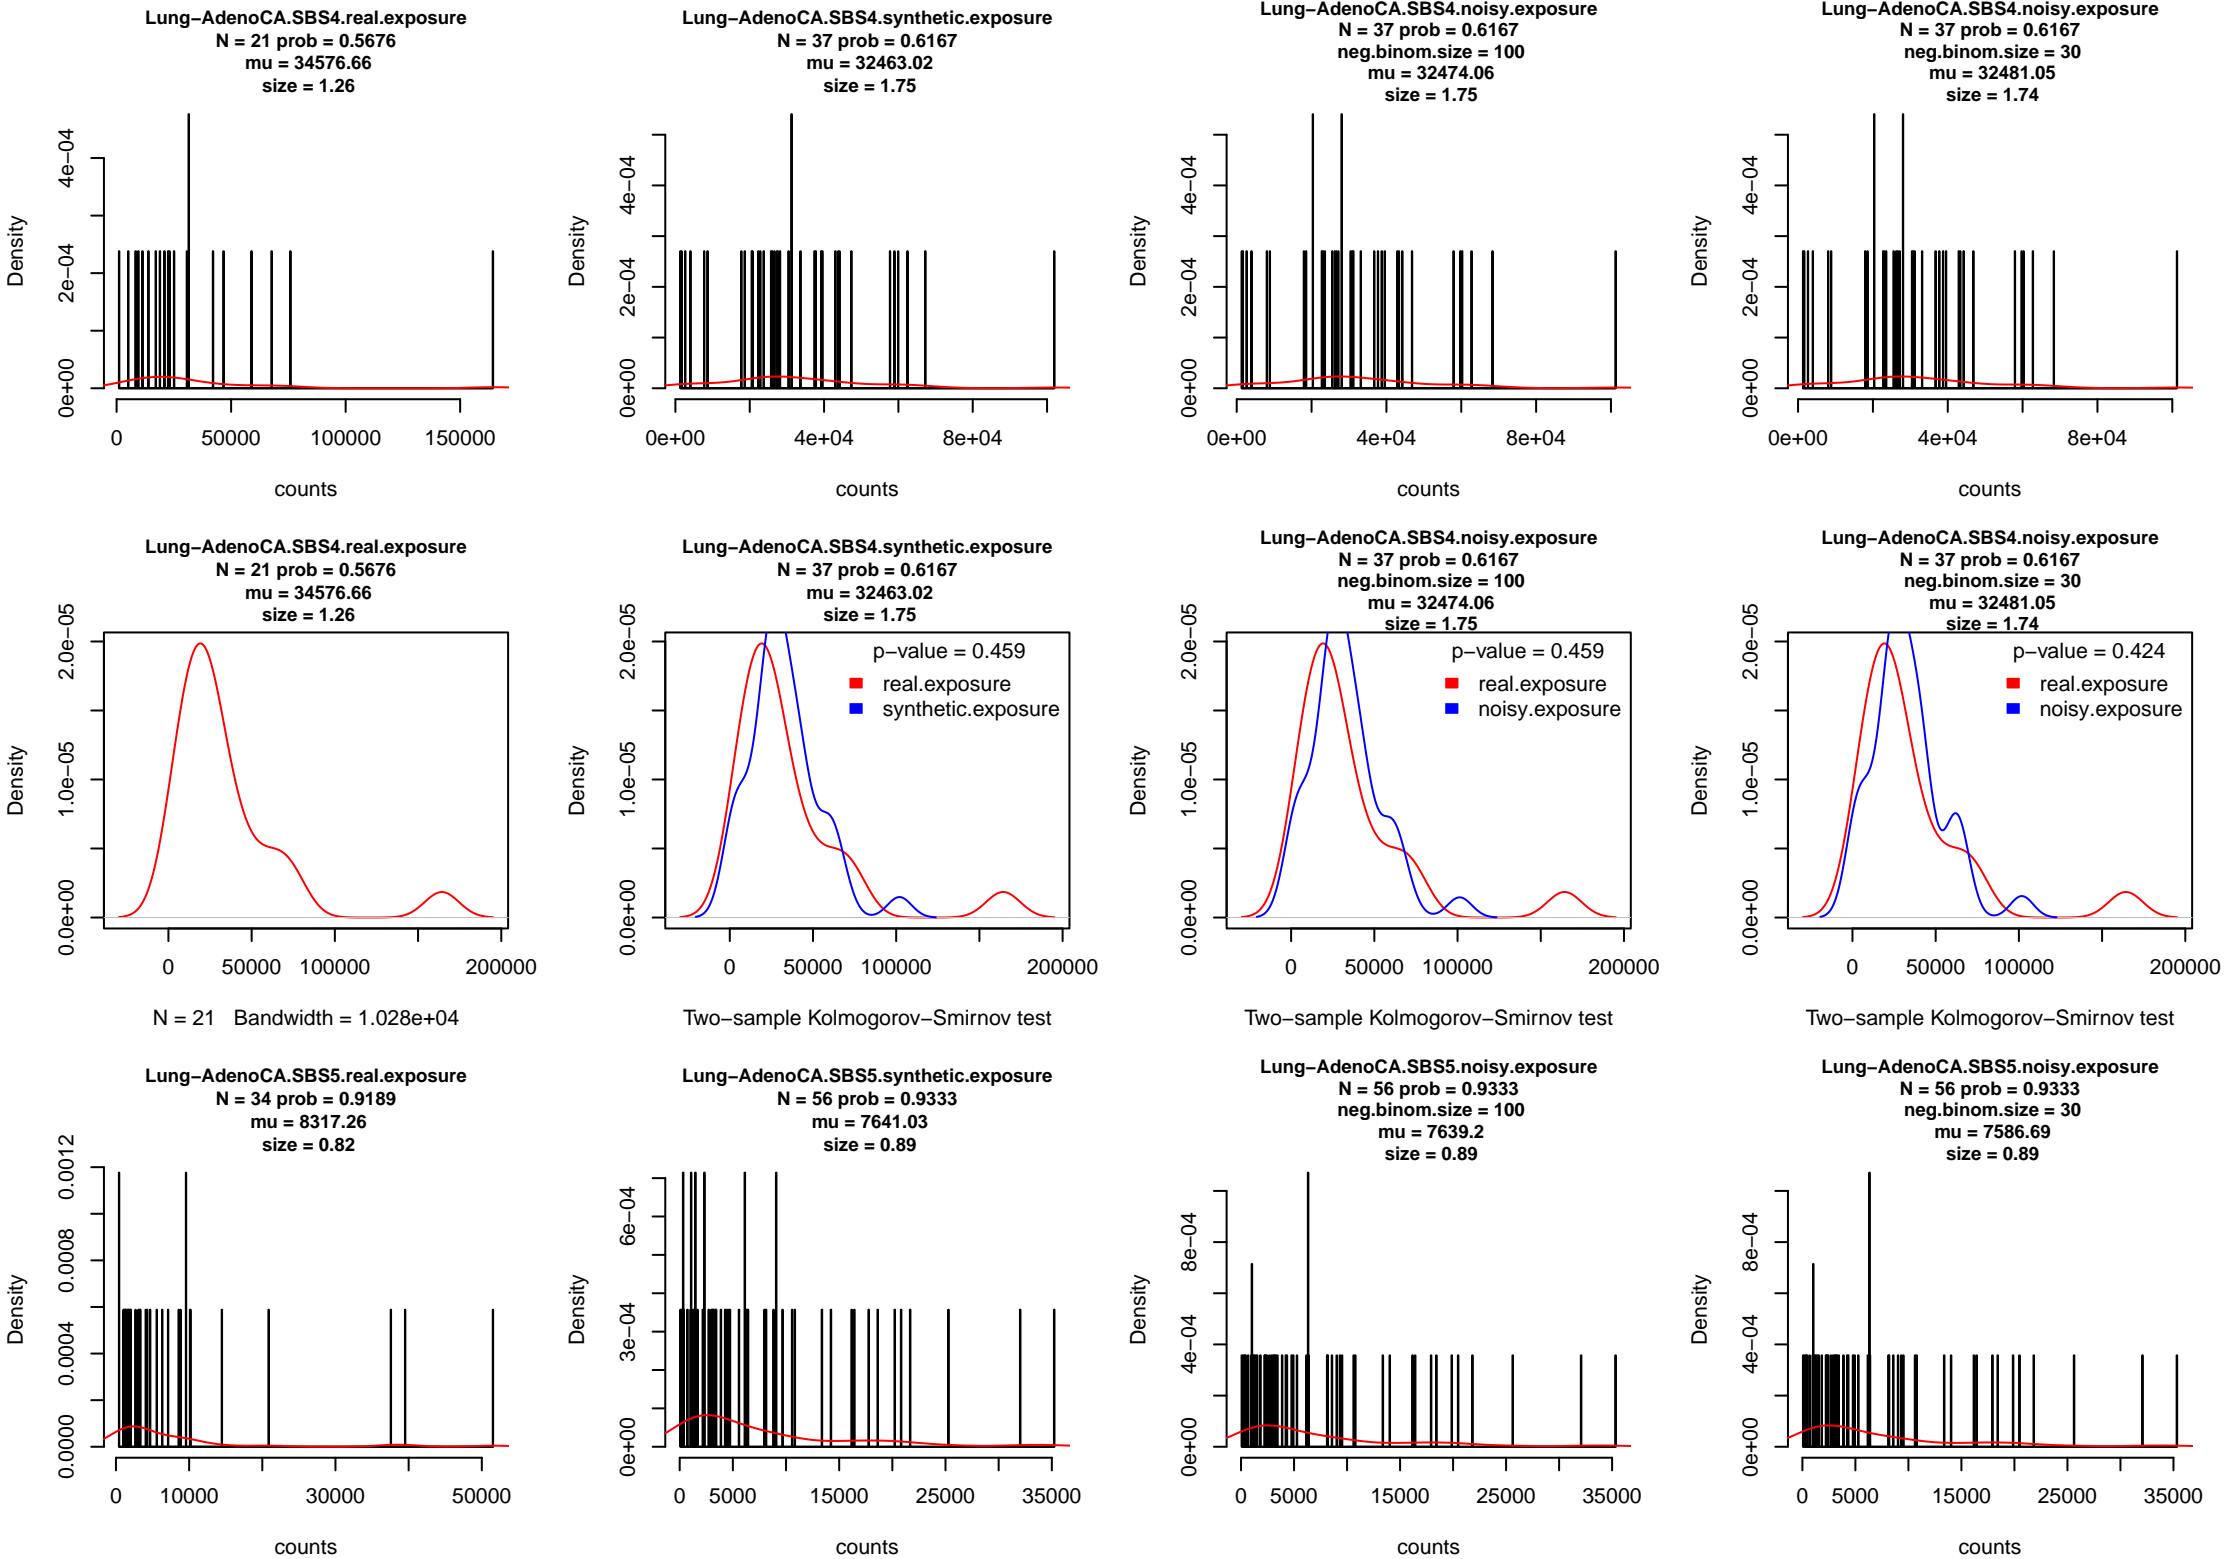 Lung−AdenoCA.SBS4.real.exposure
N = 21 prob = 0.5676
mu = 34576.66
size = 1.26
Density
0e+00 2e−04 4e−04
0 50000 100000 150000
counts
Lung−AdenoCA.SBS4.synthetic.exposure
N = 37 prob = 0.6167
mu = 32463.02
size = 1.75
Density
0e+00 2e−04 4e−04
0e+00 4e+04 8e+04
counts
Lung−AdenoCA.SBS4.noisy.exposure
N = 37 prob = 0.6167
neg.binom.size = 100
mu = 32474.06
size = 1.75
Density
0e+00 2e−04 4e−04
0e+00 4e+04 8e+04
counts
Lung−AdenoCA.SBS4.noisy.exposure
N = 37 prob = 0.6167
neg.binom.size = 30
mu = 32481.05
size = 1.74
Density
0e+00 2e−04 4e−04
0e+00 4e+04 8e+04
counts
Lung−AdenoCA.SBS4.real.exposure
N = 21 prob = 0.5676
mu = 34576.66
size = 1.26
Density
0.0e+00 1.0e−05 2.0e−05
0 50000 100000 200000
N = 21 Bandwidth = 1.028e+04
Lung−AdenoCA.SBS4.synthetic.exposure
N = 37 prob = 0.6167
mu = 32463.02
size = 1.75
p−value = 0.459
real.exposure
synthetic.exposure
Density
0.0e+00 1.0e−05 2.0e−05
0 50000 100000 200000
Two−sample Kolmogorov−Smirnov test
Lung−AdenoCA.SBS4.noisy.exposure
N = 37 prob = 0.6167
neg.binom.size = 100
mu = 32474.06
size = 1.75
p−value = 0.459
real.exposure
noisy.exposure
Density
0.0e+00 1.0e−05 2.0e−05
0 50000 100000 200000
Two−sample Kolmogorov−Smirnov test
Lung−AdenoCA.SBS4.noisy.exposure
N = 37 prob = 0.6167
neg.binom.size = 30
mu = 32481.05
size = 1.74
p−value = 0.424
real.exposure
noisy.exposure
Density
0.0e+00 1.0e−05 2.0e−05
0 50000 100000 200000
Two−sample Kolmogorov−Smirnov test
Lung−AdenoCA.SBS5.real.exposure
N = 34 prob = 0.9189
mu = 8317.26
size = 0.82
Density
0.0000 0.0004 0.0008 0.0012
0 10000 30000 50000
counts
Lung−AdenoCA.SBS5.synthetic.exposure
N = 56 prob = 0.9333
mu = 7641.03
size = 0.89
Density
0e+00 3e−04 6e−04
0 5000 15000 25000 35000
counts
Lung−AdenoCA.SBS5.noisy.exposure
N = 56 prob = 0.9333
neg.binom.size = 100
mu = 7639.2
size = 0.89
Density
0e+00 4e−04 8e−04
0 5000 15000 25000 35000
counts
Lung−AdenoCA.SBS5.noisy.exposure
N = 56 prob = 0.9333
neg.binom.size = 30
mu = 7586.69
size = 0.89
Density
0e+00 4e−04 8e−04
0 5000 15000 25000 35000
counts